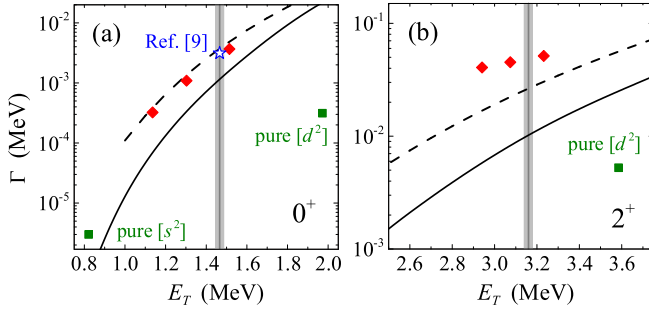 (a)
Ref. [9]
pure [d²]
pure [s²]
0⁺
10⁻²
10⁻³
10⁻⁴
10⁻⁵
Γ (MeV)
0.8 1.0 1.2 1.4 1.6 1.8 2.0
E_T (MeV)
(b)
pure [d²]
2⁺
10⁻¹
10⁻²
10⁻³
2.6 2.8 3.0 3.2 3.4 3.6
E_T (MeV)